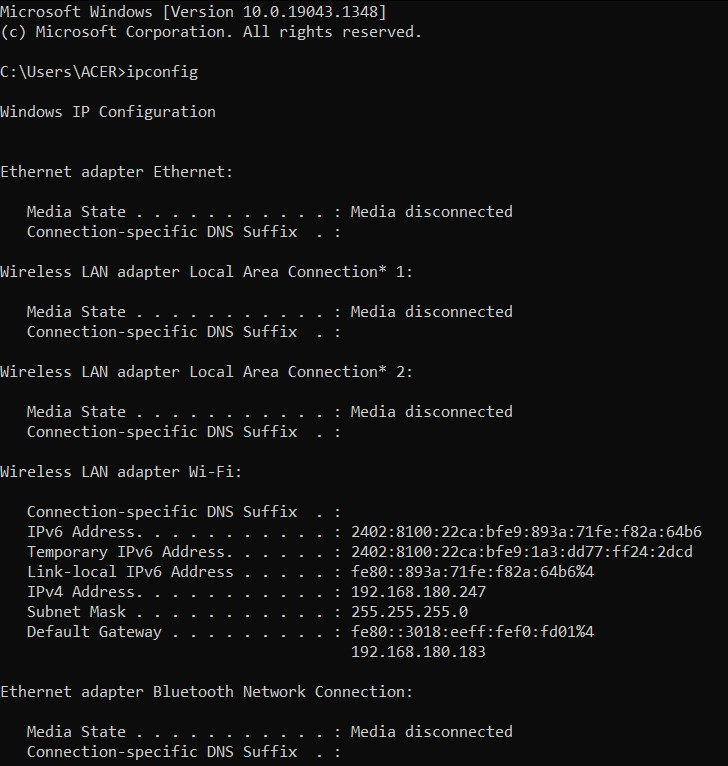 Microsoft Windows [Version 10.0.19043.1348]
(c) Microsoft Corporation. All rights reserved.
C:\Users\ACER>ipconfig
Windows IP Configuration
Ethernet adapter Ethernet:
   Media State . . . . . . . . . . . : Media disconnected
   Connection-specific DNS Suffix  . :
Wireless LAN adapter Local Area Connection* 1:
   Media State . . . . . . . . . . . : Media disconnected
   Connection-specific DNS Suffix  . :
Wireless LAN adapter Local Area Connection* 2:
   Media State . . . . . . . . . . . : Media disconnected
   Connection-specific DNS Suffix  . :
Wireless LAN adapter Wi-Fi:
   Connection-specific DNS Suffix  . :
   IPv6 Address. . . . . . . . . . . : 2402:8100:22ca:bfe9:893a:71fe:f82a:64b6
   Temporary IPv6 Address. . . . . . : 2402:8100:22ca:bfe9:1a3:dd77:ff24:2dcd
   Link-local IPv6 Address . . . . . : fe80::893a:71fe:f82a:64b6%4
   IPv4 Address. . . . . . . . . . . : 192.168.180.247
   Subnet Mask . . . . . . . . . . . : 255.255.255.0
   Default Gateway . . . . . . . . . : fe80::3018:eeff:fef0:fd01%4
                                       192.168.180.183
Ethernet adapter Bluetooth Network Connection:
   Media State . . . . . . . . . . . : Media disconnected
   Connection-specific DNS Suffix  . :